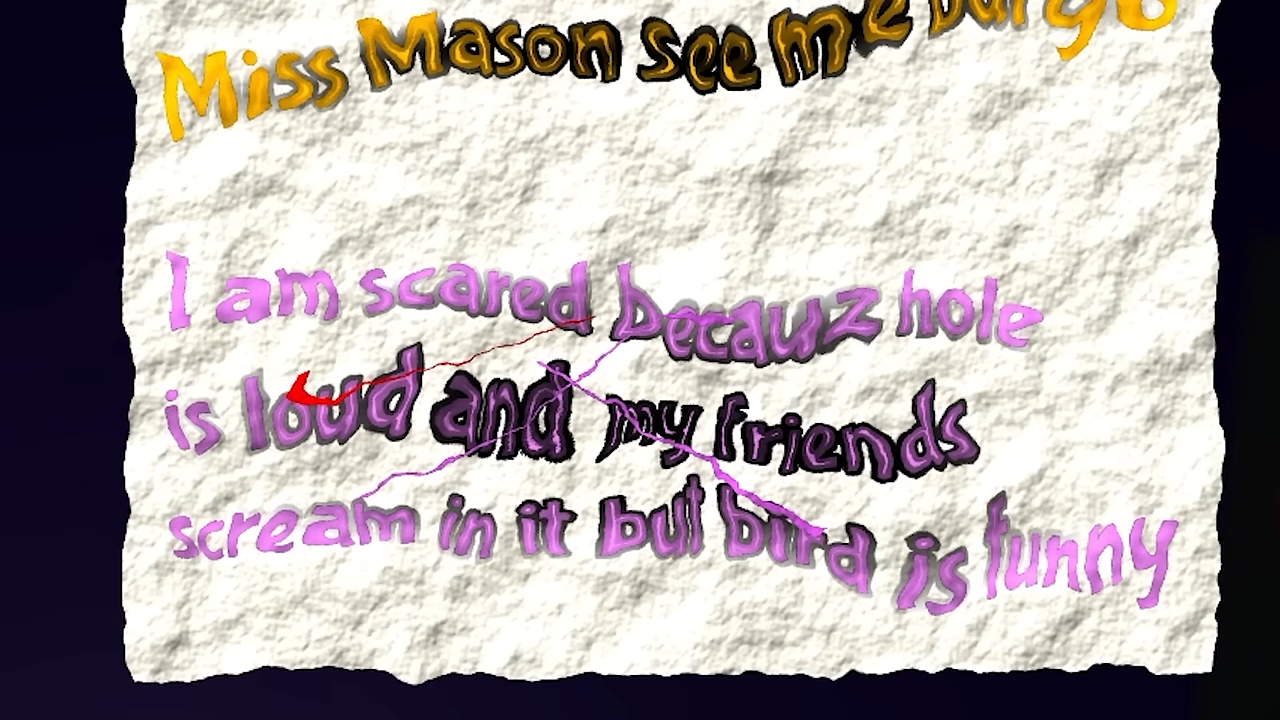 Miss Mason see me
I am scared becauz hole
is loud and my friends
scream in it but bird is funny